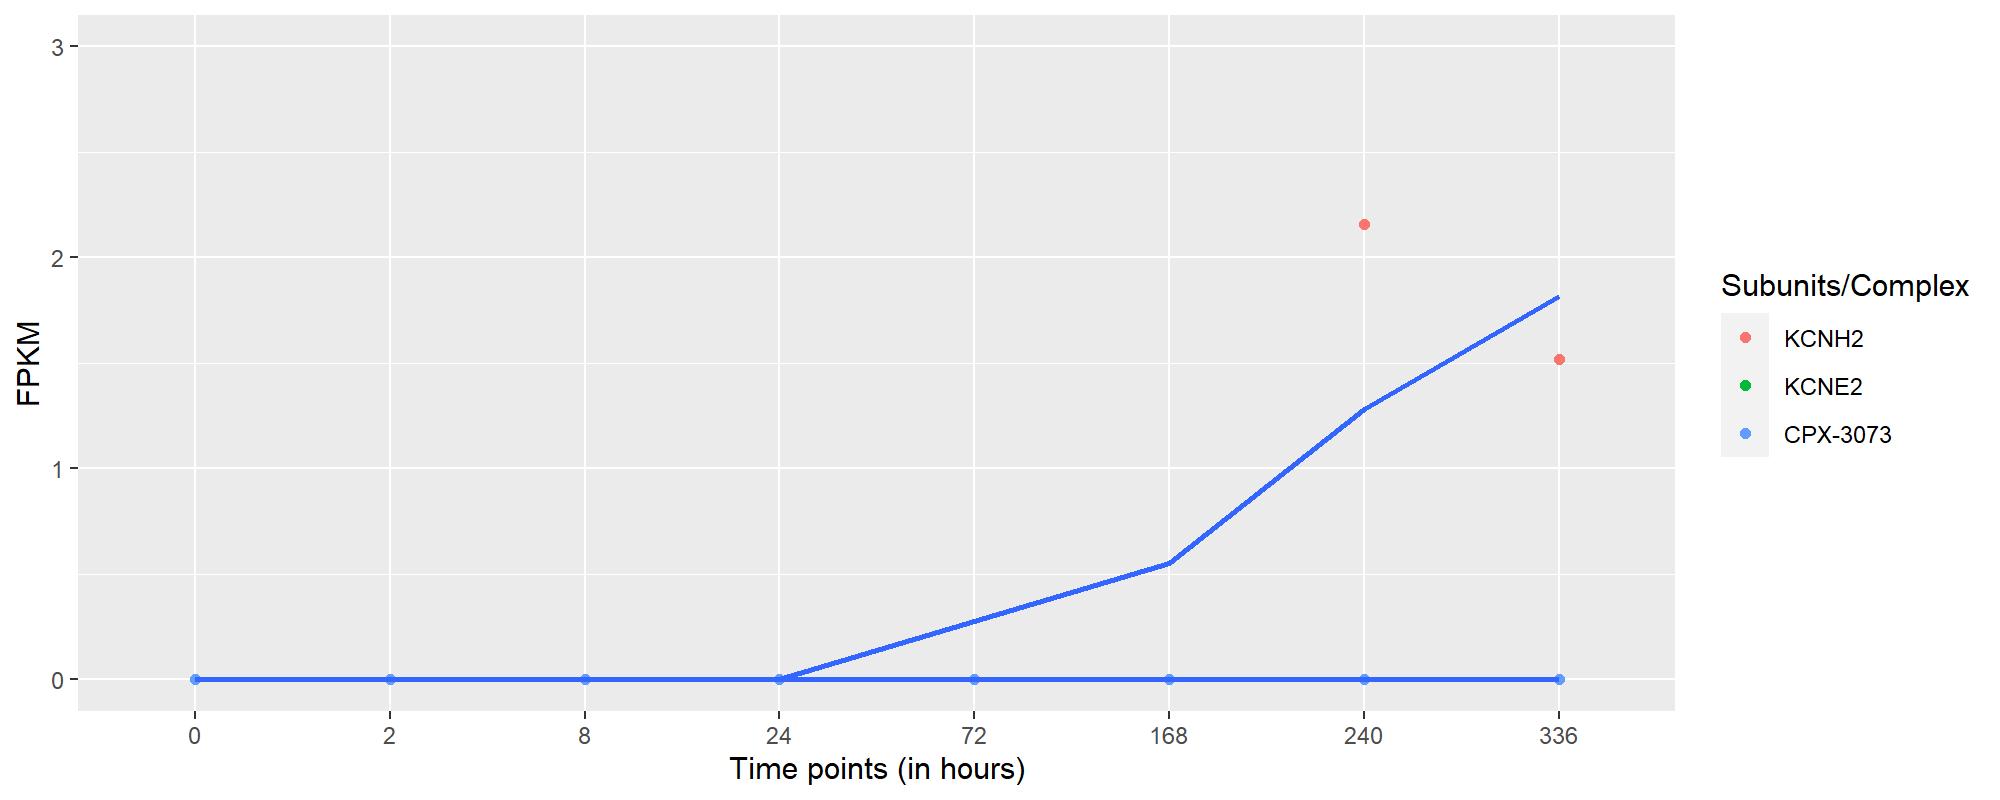 3
2
1
0
FPKM
0 2 8 24 72 168 240 336
Time points (in hours)
Subunits/Complex
KCNH2
KCNE2
CPX-3073